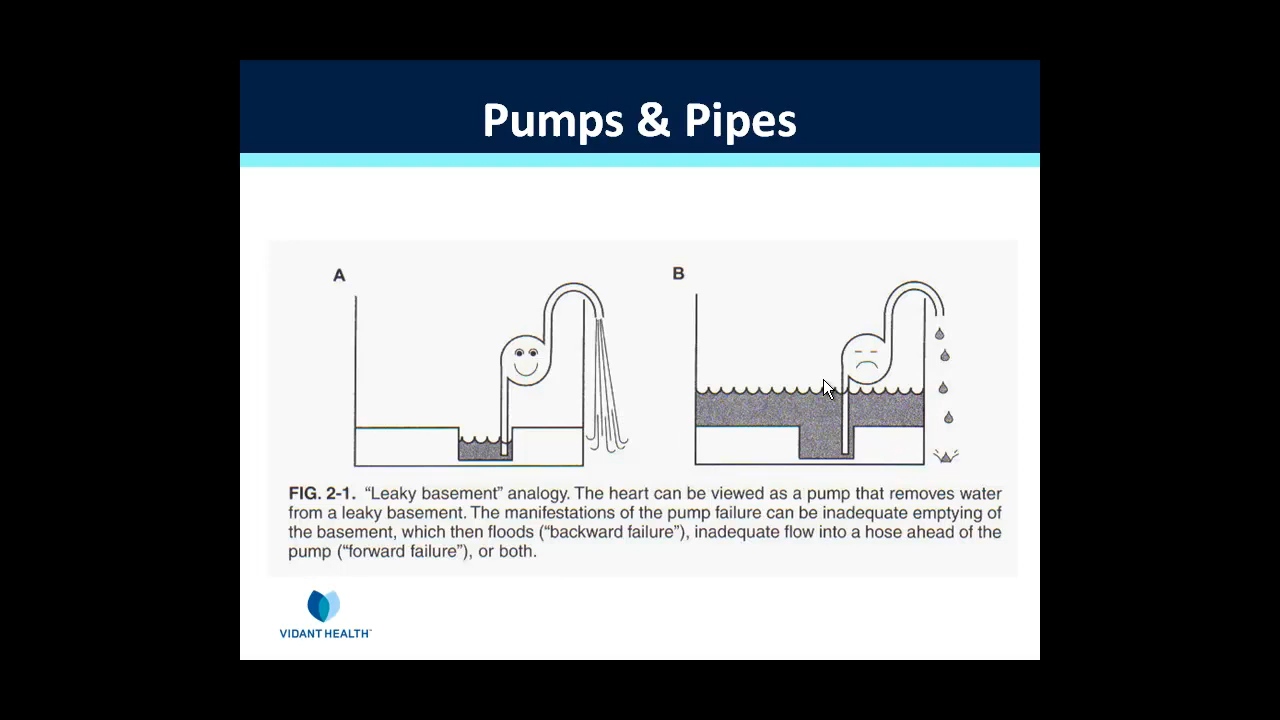 Pumps & Pipes
A
B
FIG. 2-1. “Leaky basement” analogy. The heart can be viewed as a pump that removes water
from a leaky basement. The manifestations of the pump failure can be inadequate emptying of
the basement, which then floods (“backward failure”), inadequate flow into a hose ahead of the
pump (“forward failure”), or both.
VIDANT HEALTH™